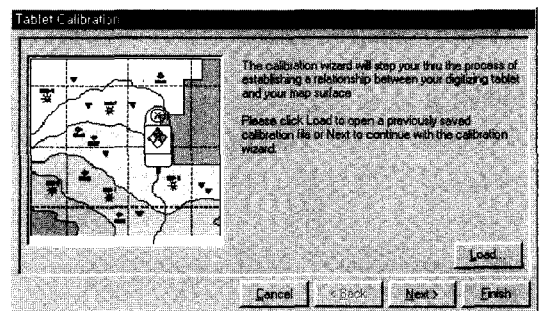 Tablet Calibration
The calibration wizard will step your thru the process of
establishing a relationship between your digitizing tablet
and your map surface
Please click Load to open a previously saved
calibration file or Next to continue with the calibration
wizard.
Load...
Cancel
< Back
Next >
Finish